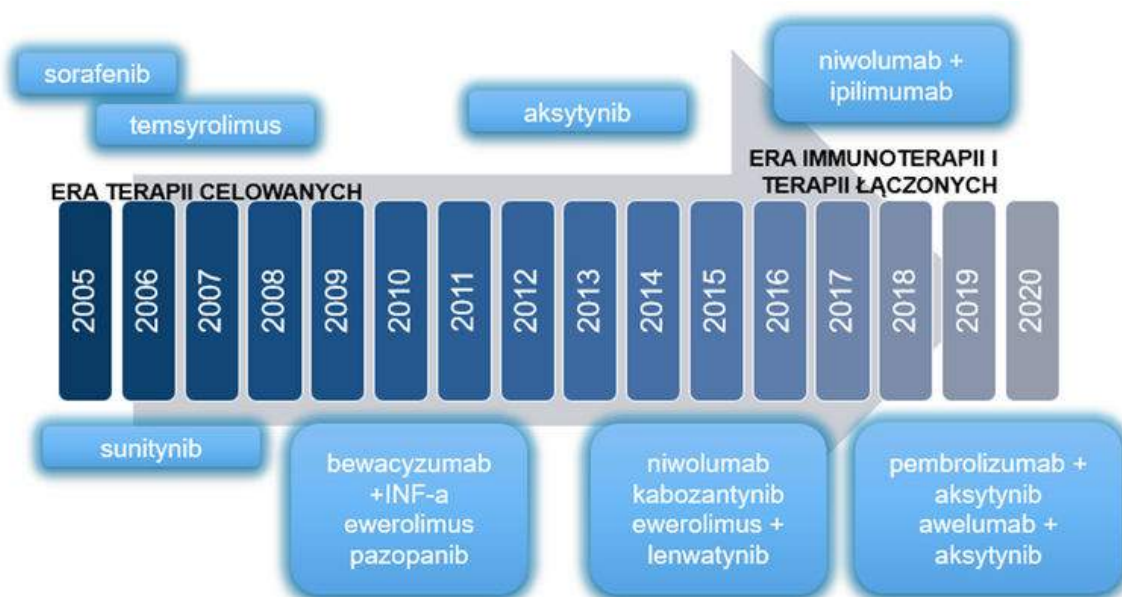 sorafenib
temsyrolimus
aksytynib
niwolumab +
ipilimumab
ERA TERAPII CELOWANYCH
ERA IMMUNOTERAPII I
TERAPII ŁĄCZONYCH
2005
2006
2007
2008
2009
2010
2011
2012
2013
2014
2015
2016
2017
2018
2019
2020
sunitynib
bewacyzumab
+INF-a
ewerolimus
pazopanib
niwolumab
kabozantynib
ewerolimus +
lenwatynib
pembrolizumab +
aksytynib
awelumab +
aksytynib